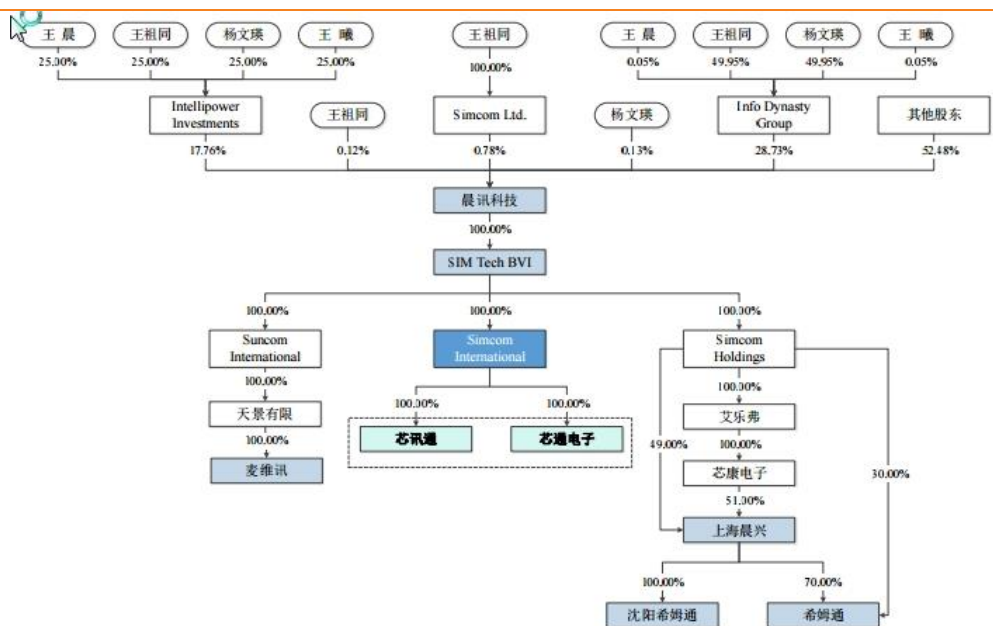 王 晨 王祖同 杨文瑛 王 曦 王祖同 王 晨 王祖同 杨文瑛 王 曦
25.00% 25.00% 25.00% 25.00% 100.00% 0.05% 49.95% 49.95% 0.05%
Intellipower
Investments
王祖同
Simcom Ltd.
杨文瑛
Info Dynasty
Group
其他股东
17.76% 0.12% 0.78% 0.13% 28.73% 52.48%
晨讯科技
100.00%
SIM Tech BVI
100.00% 100.00% 100.00%
Suncom
International
Simcom
International
Simcom
Holdings
100.00% 100.00% 100.00% 100.00%
天景有限
芯讯通
芯通电子
艾乐弗
100.00% 49.00% 100.00% 30.00%
麦维讯
芯康电子
51.00%
上海晨兴
100.00% 70.00%
沈阳希姆通 希姆通